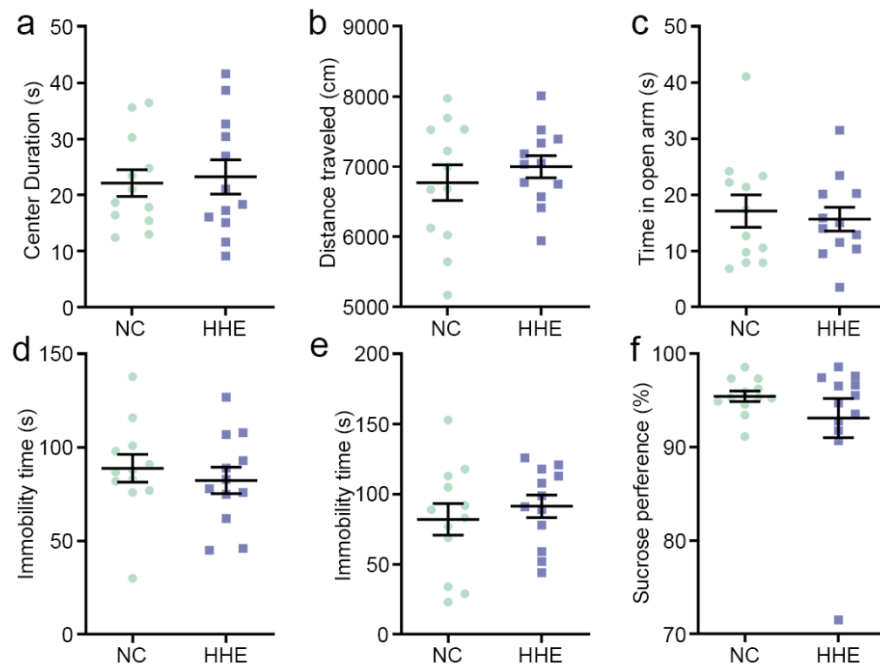 a
Center Duration (s)
50
40
30
20
10
0
NC HHE
b
Distance traveled (cm)
9000
8000
7000
6000
5000
NC HHE
c
Time in open arm (s)
50
40
30
20
10
0
NC HHE
d
Immobility time (s)
150
100
50
0
NC HHE
e
Immobility time (s)
200
150
100
50
0
NC HHE
f
Sucrose perference (%)
100
90
80
70
NC HHE